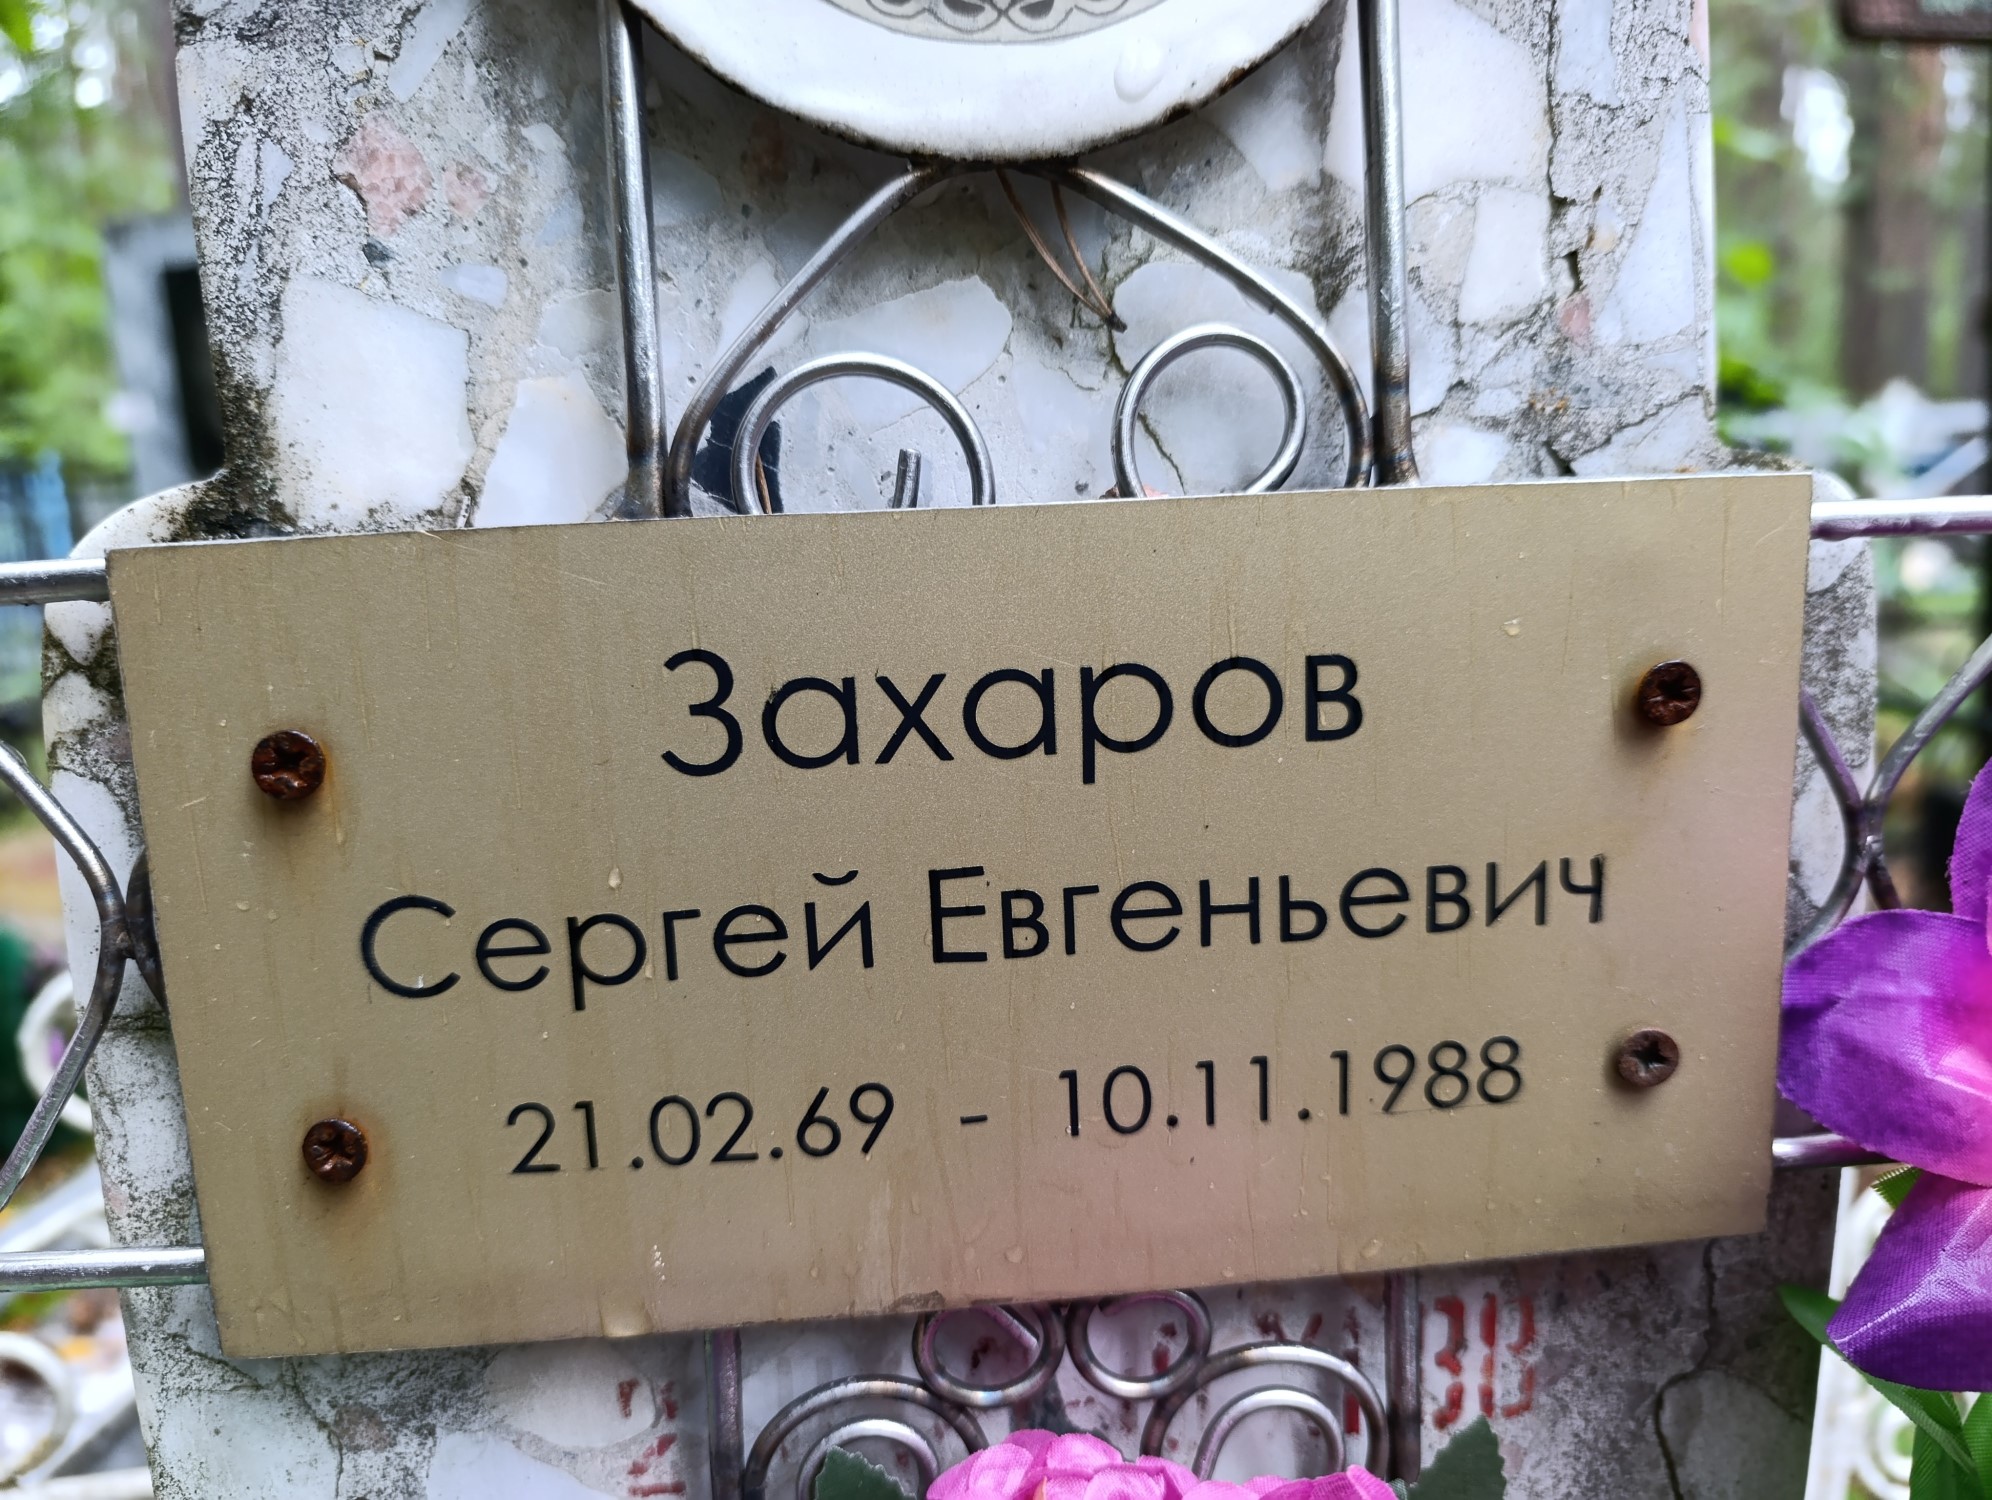 Захаров
Сергей Евгеньевич
21.02.69 - 10.11.1988